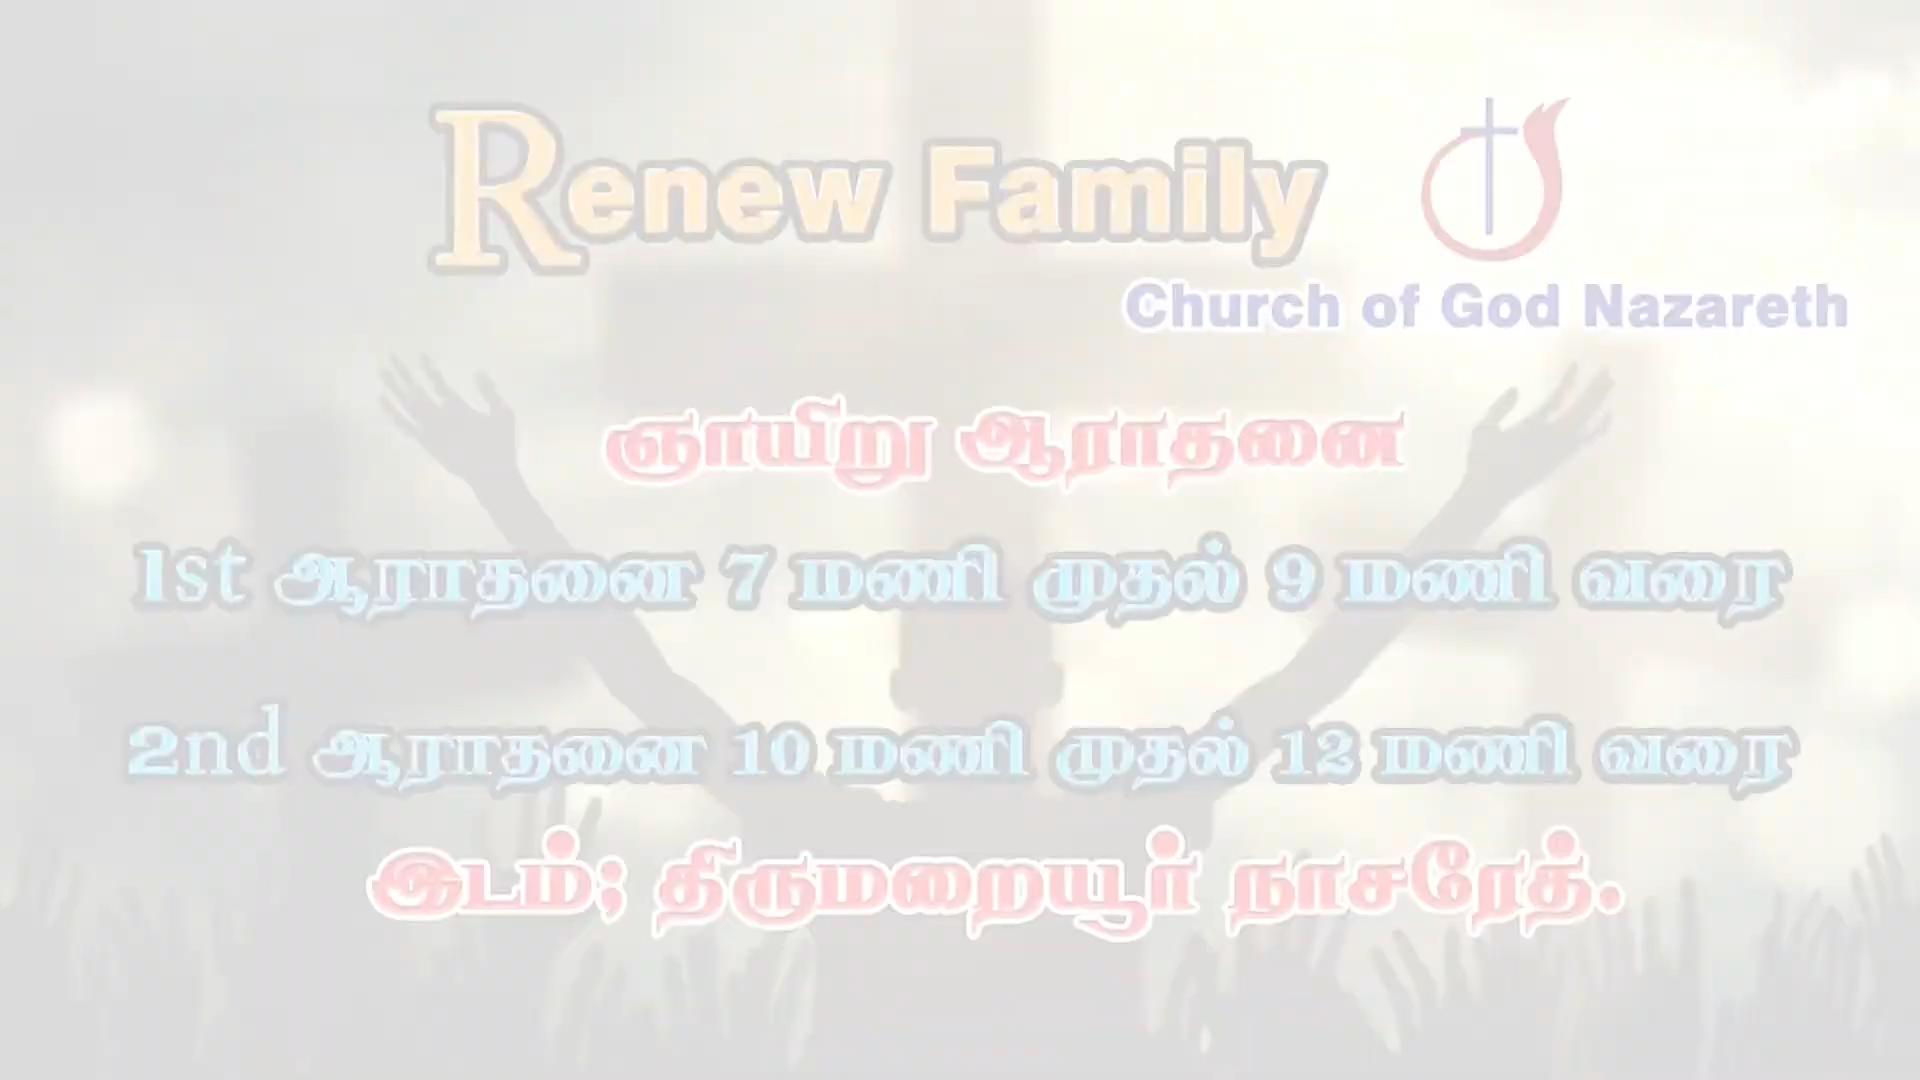 Renew Family
Church of God Nazareth
ஞாயிறு ஆராதனை
1st ஆராதனை 7 மணி முதல் 9 மணி வரை
2nd ஆராதனை 10 மணி முதல் 12 மணி வரை
இடம்; திருமறையூர் நாசரேத்.